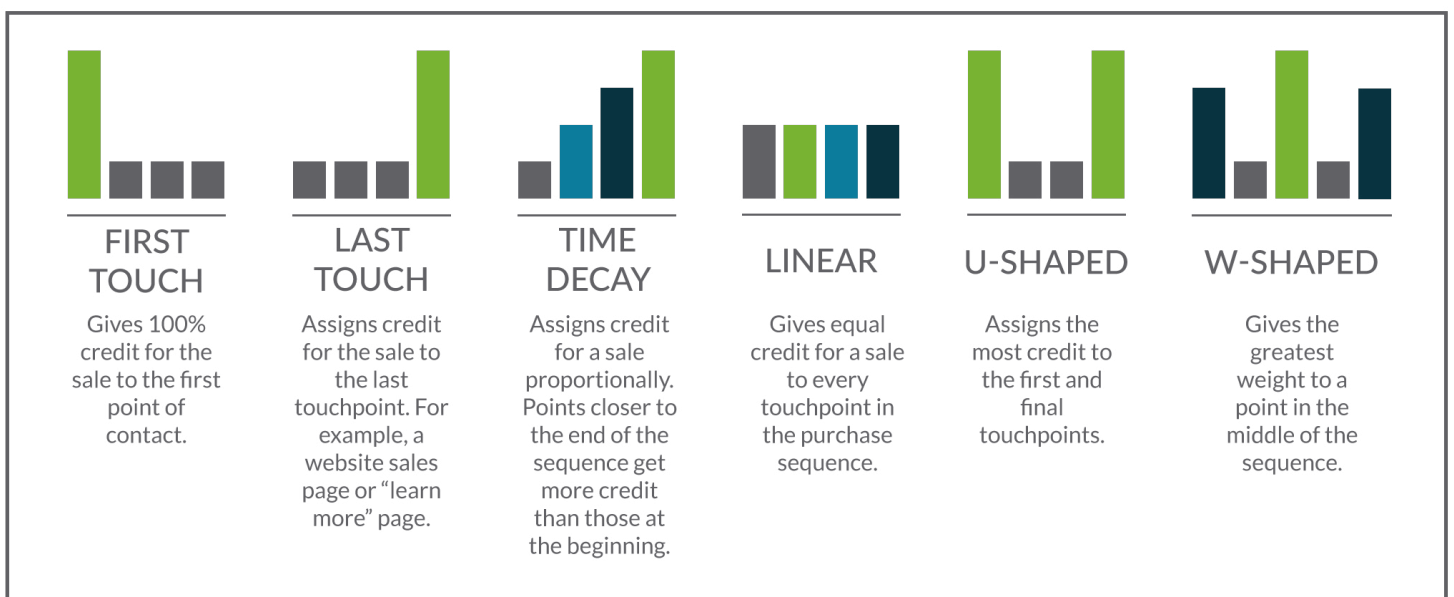 FIRST
TOUCH
Gives 100%
credit for the
sale to the first
point of
contact.
LAST
TOUCH
Assigns credit
for the sale to
the last
touchpoint. For
example, a
website sales
page or “learn
more” page.
TIME
DECAY
Assigns credit
for a sale
proportionally.
Points closer to
the end of the
sequence get
more credit
than those at
the beginning.
LINEAR
Gives equal
credit for a sale
to every
touchpoint in
the purchase
sequence.
U-SHAPED
Assigns the
most credit to
the first and
final
touchpoints.
W-SHAPED
Gives the
greatest
weight to a
point in the
middle of the
sequence.